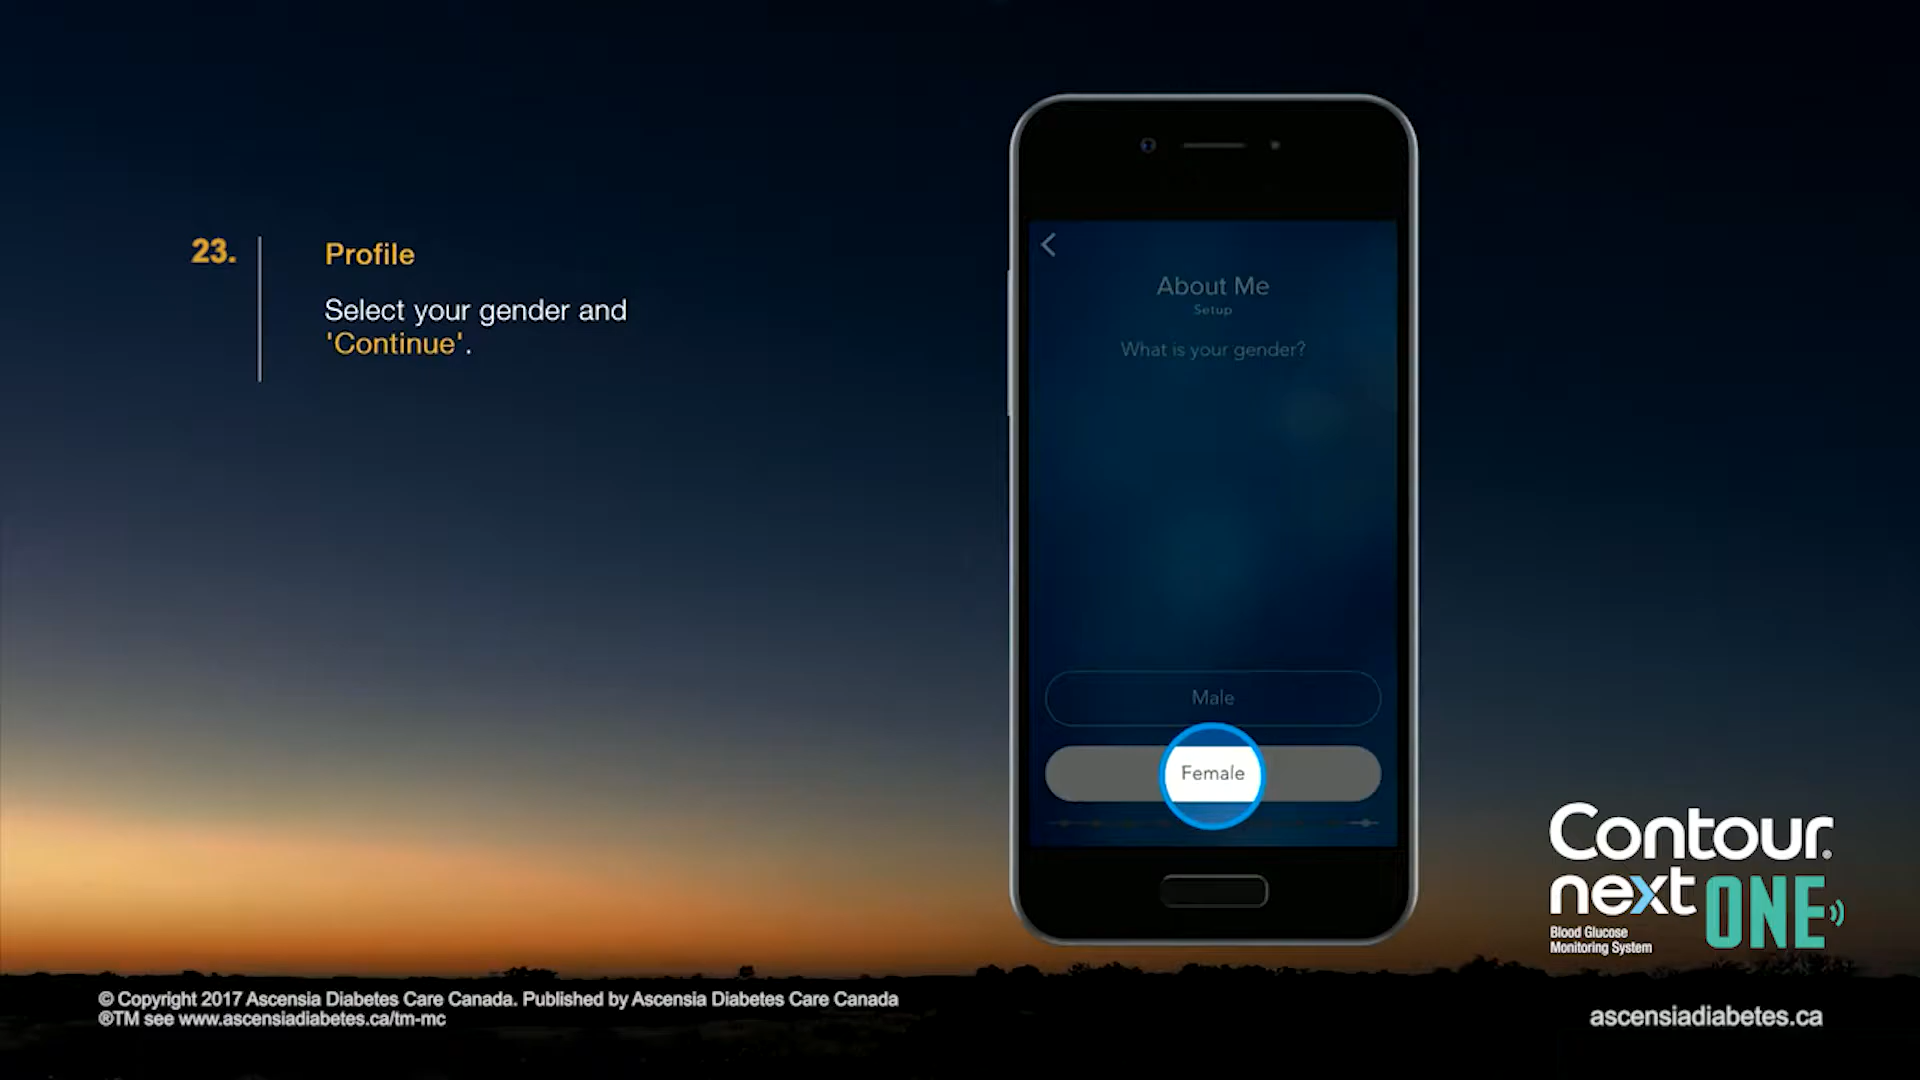 23.
Profile
Select your gender and
'Continue'.
About Me
Setup
What is your gender?
Male
Female
Contour®
next ONE
Blood Glucose
Monitoring System
© Copyright 2017 Ascensia Diabetes Care Canada. Published by Ascensia Diabetes Care Canada
®TM see www.ascensiadiabetes.ca/tm-mc
ascensiadiabetes.ca